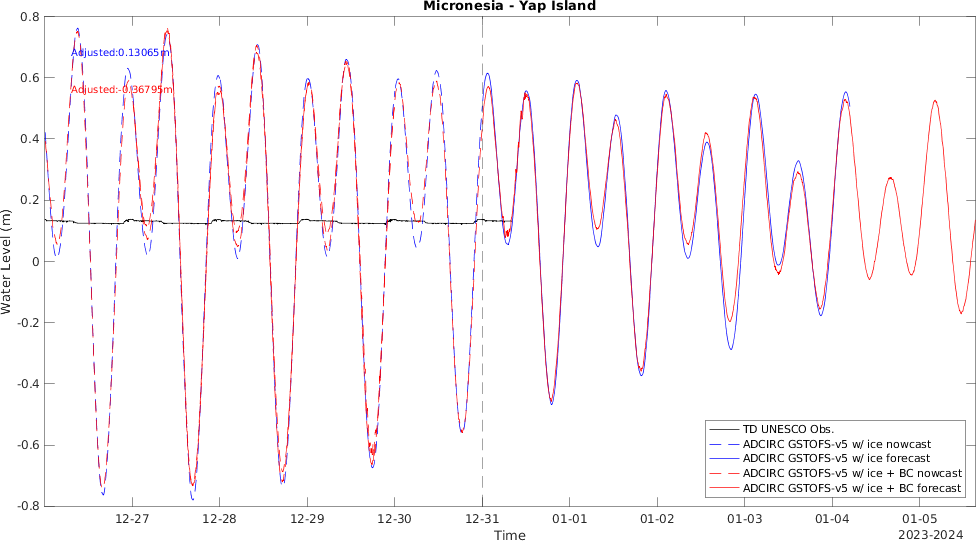 Micronesia - Yap Island
Adjusted:0.13065m
Adjusted:-0.36795m
Water Level (m)
0.8
0.6
0.4
0.2
0
-0.2
-0.4
-0.6
-0.8
12-27
12-28
12-29
12-30
12-31
01-01
01-02
01-03
01-04
01-05
Time
2023-2024
TD UNESCO Obs.
ADCIRC GSTOFS-v5 w/ ice nowcast
ADCIRC GSTOFS-v5 w/ ice forecast
ADCIRC GSTOFS-v5 w/ ice + BC nowcast
ADCIRC GSTOFS-v5 w/ ice + BC forecast